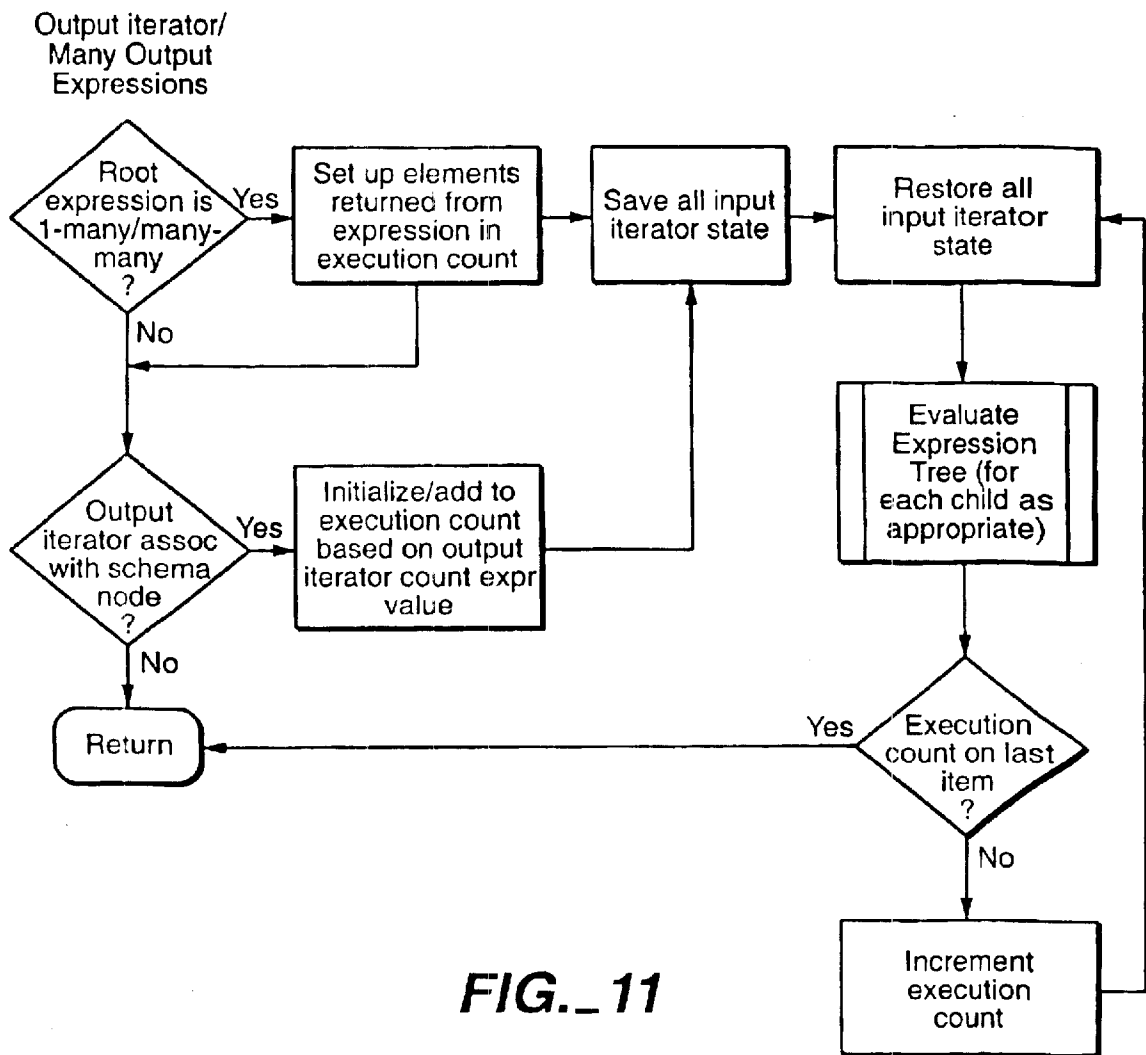 Output iterator/
Many Output
Expressions
Root
expression is
1-many/many-
many
?
Yes
No
Set up elements
returned from
expression in
execution count
Save all input
iterator state
Restore all
input iterator
state
Evaluate
Expression
Tree (for
each child as
appropriate)
Output
iterator assoc
with schema
node
?
Yes
No
Initialize/add to
execution count
based on output
iterator count expr
value
Return
Execution
count on last
item
?
Yes
No
Increment
execution
count
FIG._11